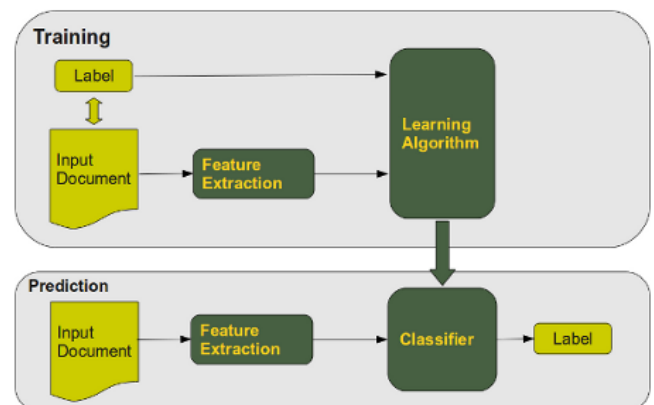 Training
Label
Learning
Algorithm
Input
Document
Feature
Extraction
Prediction
Input
Document
Feature
Extraction
Classifier
Label